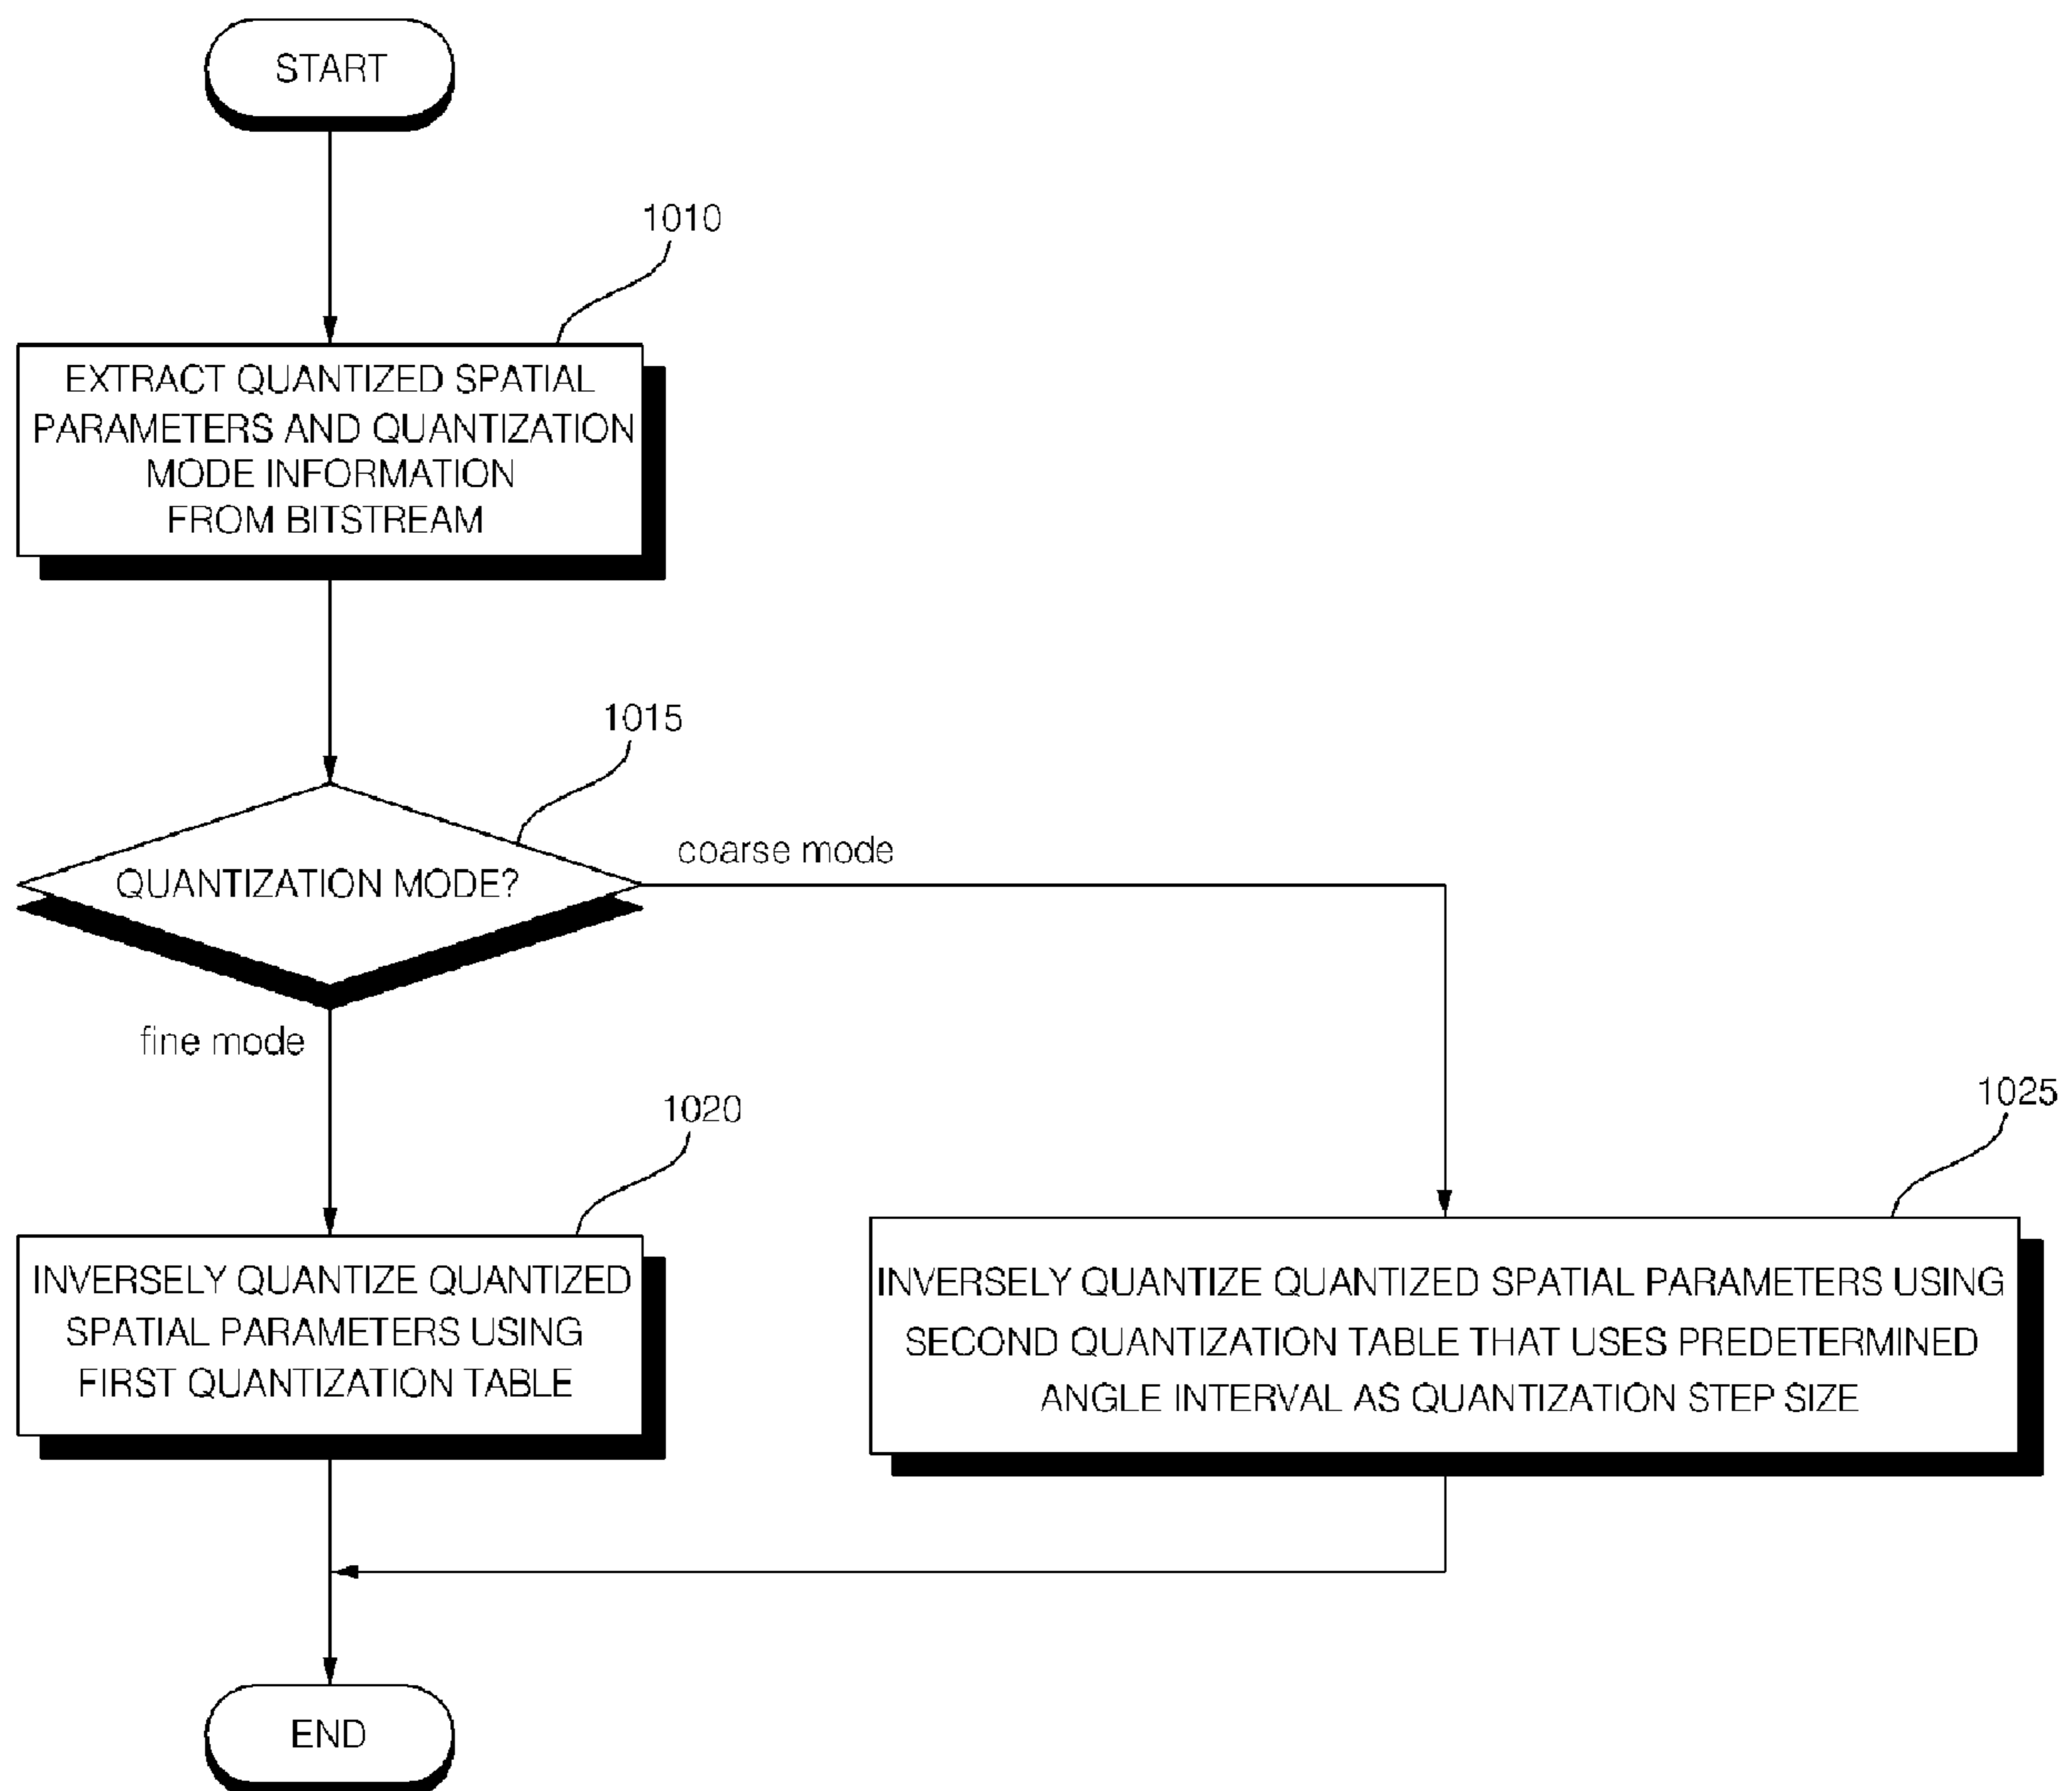 START
1010
EXTRACT QUANTIZED SPATIAL
PARAMETERS AND QUANTIZATION
MODE INFORMATION
FROM BITSTREAM
1015
QUANTIZATION MODE?
coarse mode
fine mode
1020
INVERSELY QUANTIZE QUANTIZED
SPATIAL PARAMETERS USING
FIRST QUANTIZATION TABLE
1025
INVERSELY QUANTIZE QUANTIZED SPATIAL PARAMETERS USING
SECOND QUANTIZATION TABLE THAT USES PREDETERMINED
ANGLE INTERVAL AS QUANTIZATION STEP SIZE
END